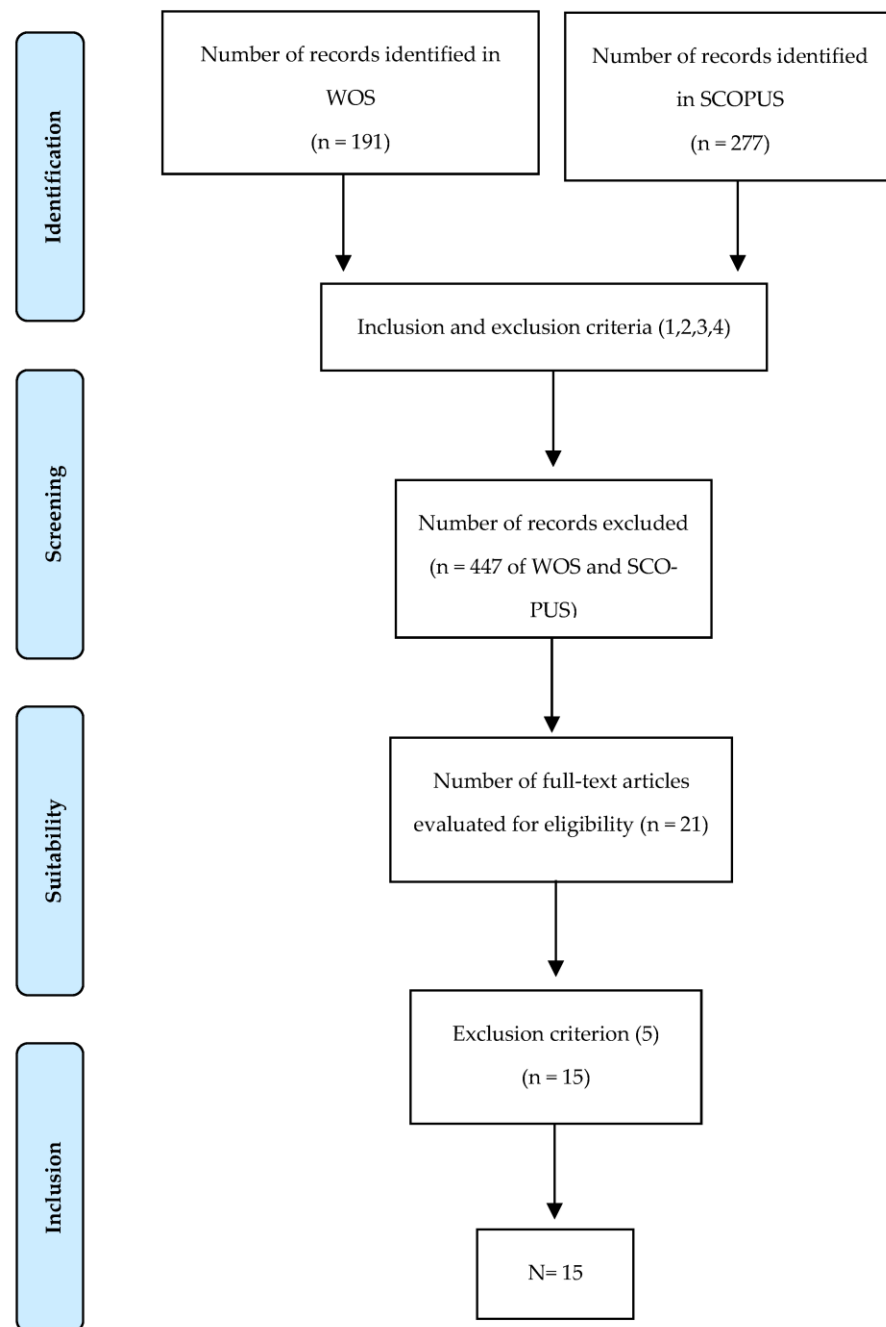 Number of records identified in
WOS
(n = 191)
Number of records identified
in SCOPUS
(n = 277)
Identification
Inclusion and exclusion criteria (1,2,3,4)
Screening
Number of records excluded
(n = 447 of WOS and SCO-
PUS)
Suitability
Number of full-text articles
evaluated for eligibility (n = 21)
Exclusion criterion (5)
(n = 15)
Inclusion
N= 15